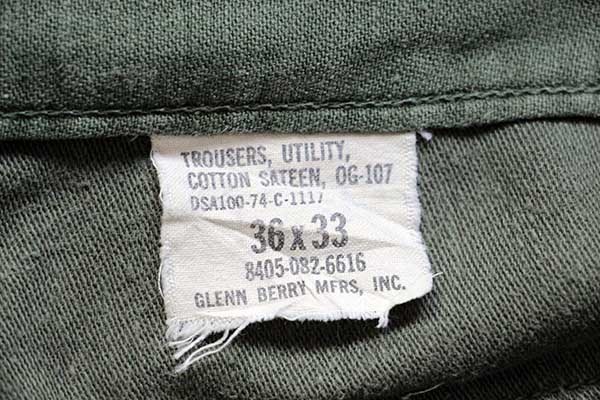 TROUSERS, UTILITY,
COTTON SATEEN, OG-107
DSA100-74-C-1117
36 x 33
8405-082-6616
GLENN BERRY MFRS, INC.